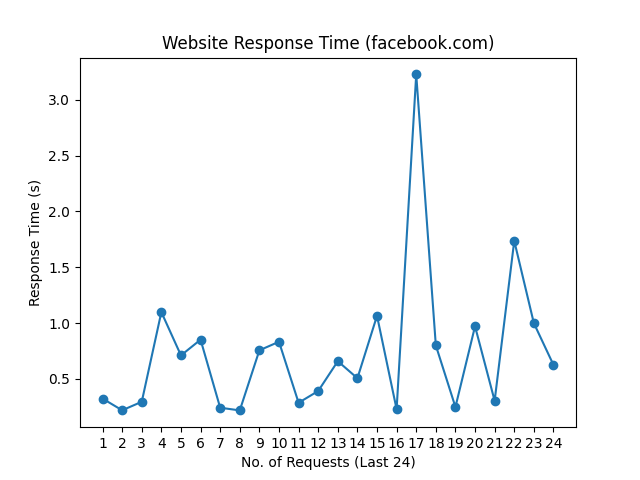 Website Response Time (facebook.com)
3.0
2.5
2.0
1.5
1.0
0.5
Response Time (s)
1 2 3 4 5 6 7 8 9 10 11 12 13 14 15 16 17 18 19 20 21 22 23 24
No. of Requests (Last 24)